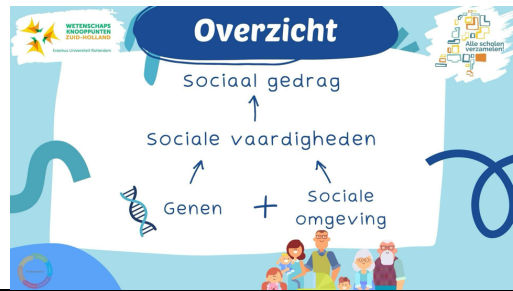 Overzicht
WETENSCHAPS
KNOOPPUNTEN
ZUID-HOLLAND
Erasmus Universiteit Rotterdam
Alle scholen
verzamelen!
Sociaal gedrag
Sociale vaardigheden
Genen + Sociale
omgeving